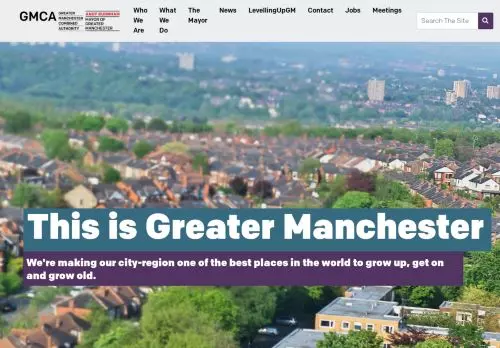 GMCA
GREATER
MANCHESTER
COMBINED
AUTHORITY
ANDY BURNHAM
MAYOR OF
GREATER
MANCHESTER
Who We Are
What We Do
The Mayor
News
LevellingUpGM
Contact
Jobs
Meetings
Search The Site
This is Greater Manchester
We're making our city-region one of the best places in the world to grow up, get on
and grow old.